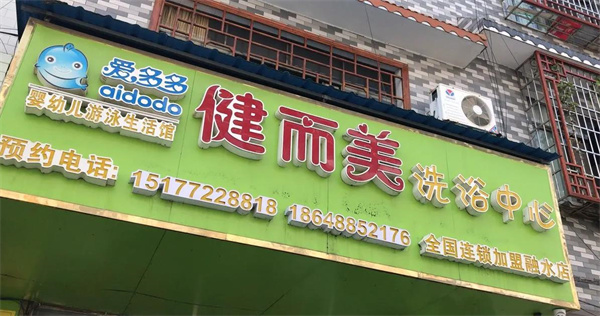 爱多多
aidodo
婴幼儿游泳生活馆
健而美洗浴中心
预约电话:15177228818 18648852176
全国连锁加盟融水店